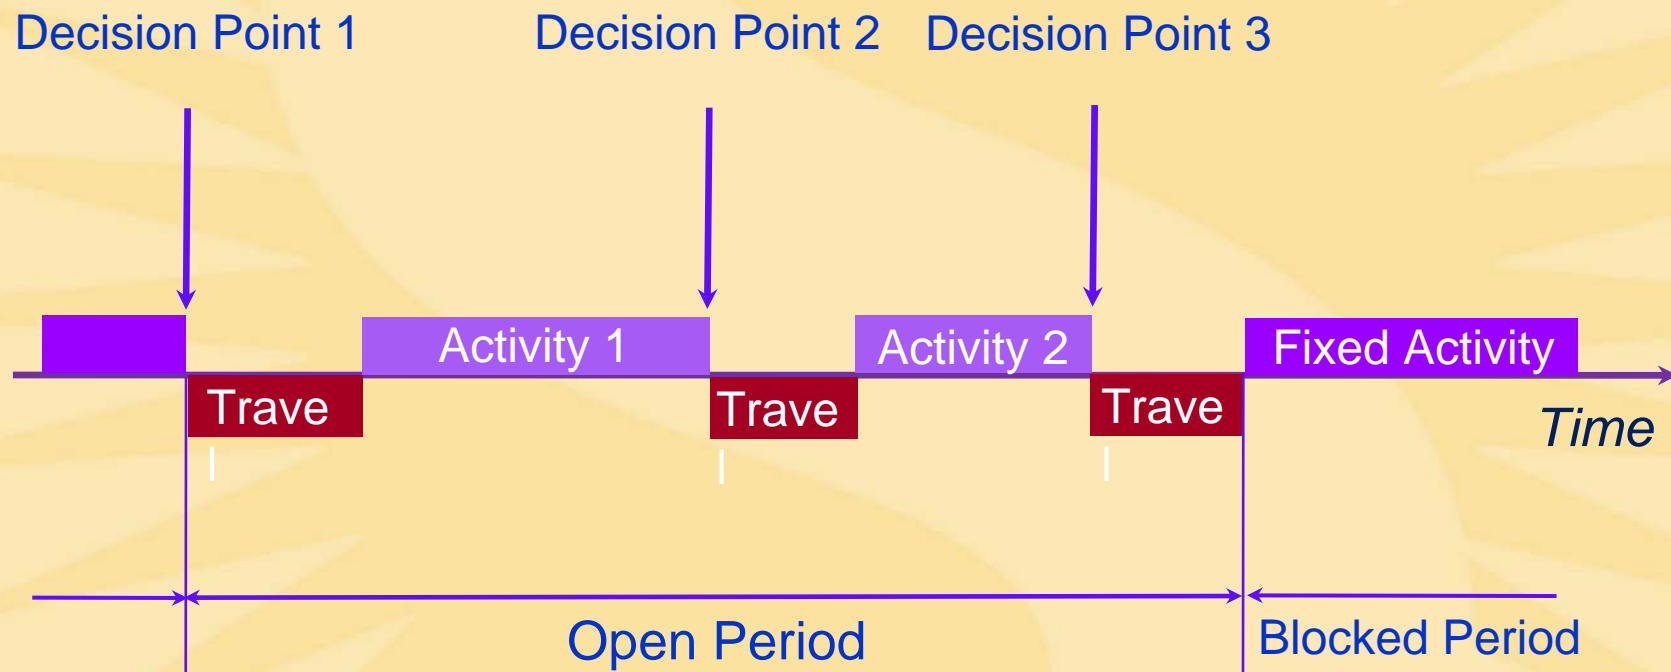 Decision Point 1
Decision Point 2
Decision Point 3
Activity 1
Activity 2
Fixed Activity
Trave
l
Trave
l
Trave
l
Time
Open Period
Blocked Period